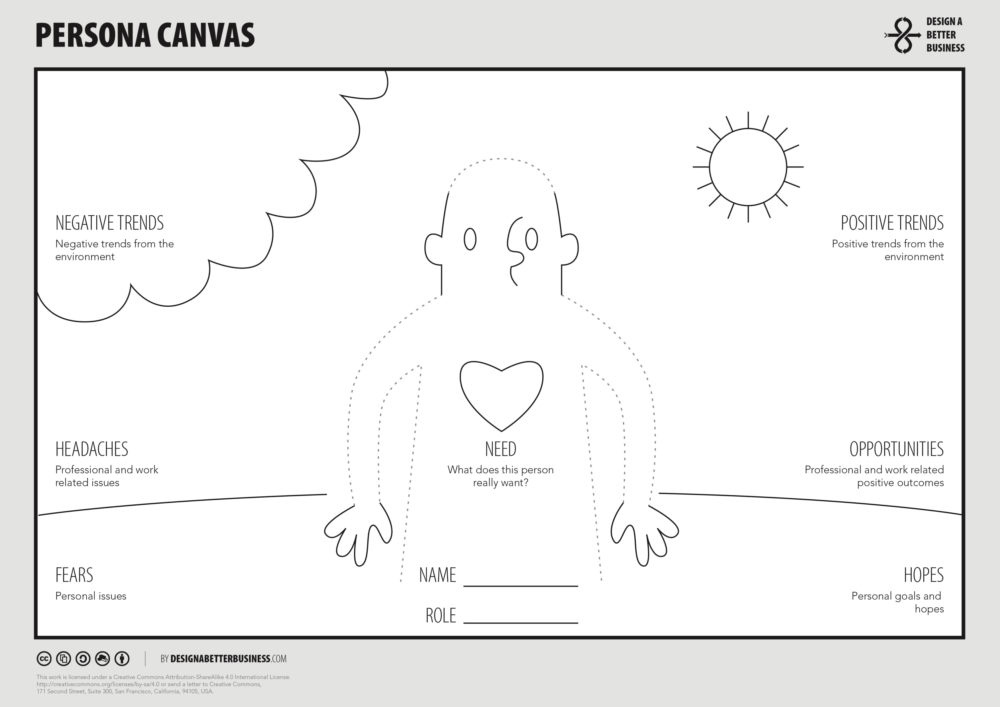 PERSONA CANVAS
DESIGN A
BETTER
BUSINESS
NEGATIVE TRENDS
Negative trends from the
environment
POSITIVE TRENDS
Positive trends from the
environment
HEADACHES
Professional and work
related issues
NEED
What does this person
really want?
OPPORTUNITIES
Professional and work related
positive outcomes
FEARS
Personal issues
NAME
ROLE
HOPES
Personal goals and
hopes
cc
BY DESIGNABETTERBUSINESS.COM
This work is licensed under a Creative Commons Attribution-ShareAlike 4.0 International License.
http://creativecommons.org/licenses/by-sa/4.0 or send a letter to Creative Commons,
171 Second Street, Suite 300, San Francisco, California, 94105, USA.